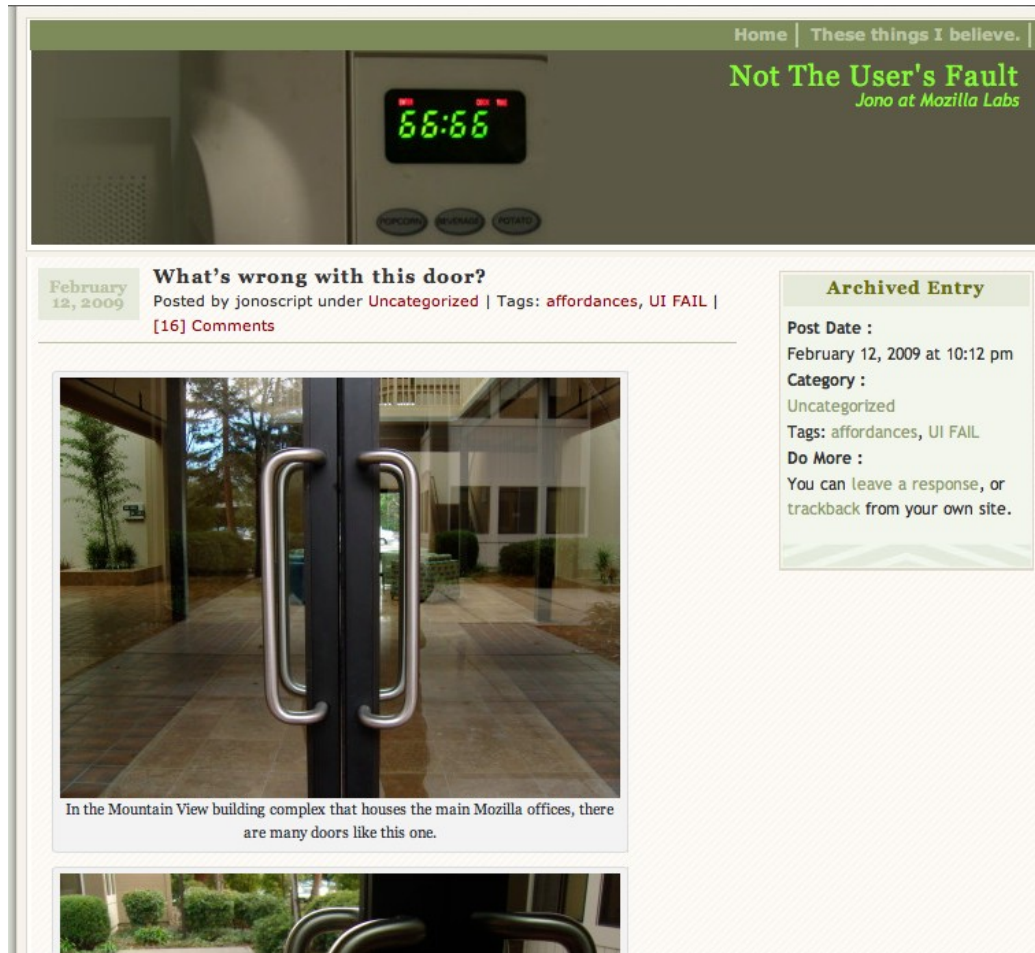 Home | These things I believe. |
Not The User's Fault
Jono at Mozilla Labs
66:66
POPCORN BEVERAGE POTATO
February
12, 2009
What's wrong with this door?
Posted by jonoscript under Uncategorized | Tags: affordances, UI FAIL |
[16] Comments
In the Mountain View building complex that houses the main Mozilla offices, there
are many doors like this one.
Archived Entry
Post Date :
February 12, 2009 at 10:12 pm
Category :
Uncategorized
Tags: affordances, UI FAIL
Do More :
You can leave a response, or
trackback from your own site.